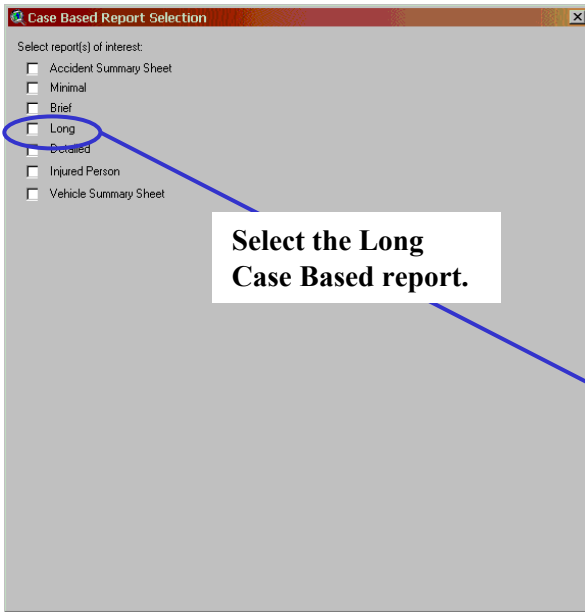 Case Based Report Selection
Select report(s) of interest:
Accident Summary Sheet
Minimal
Brief
Long
Detailed
Injured Person
Vehicle Summary Sheet
Select the Long
Case Based report.